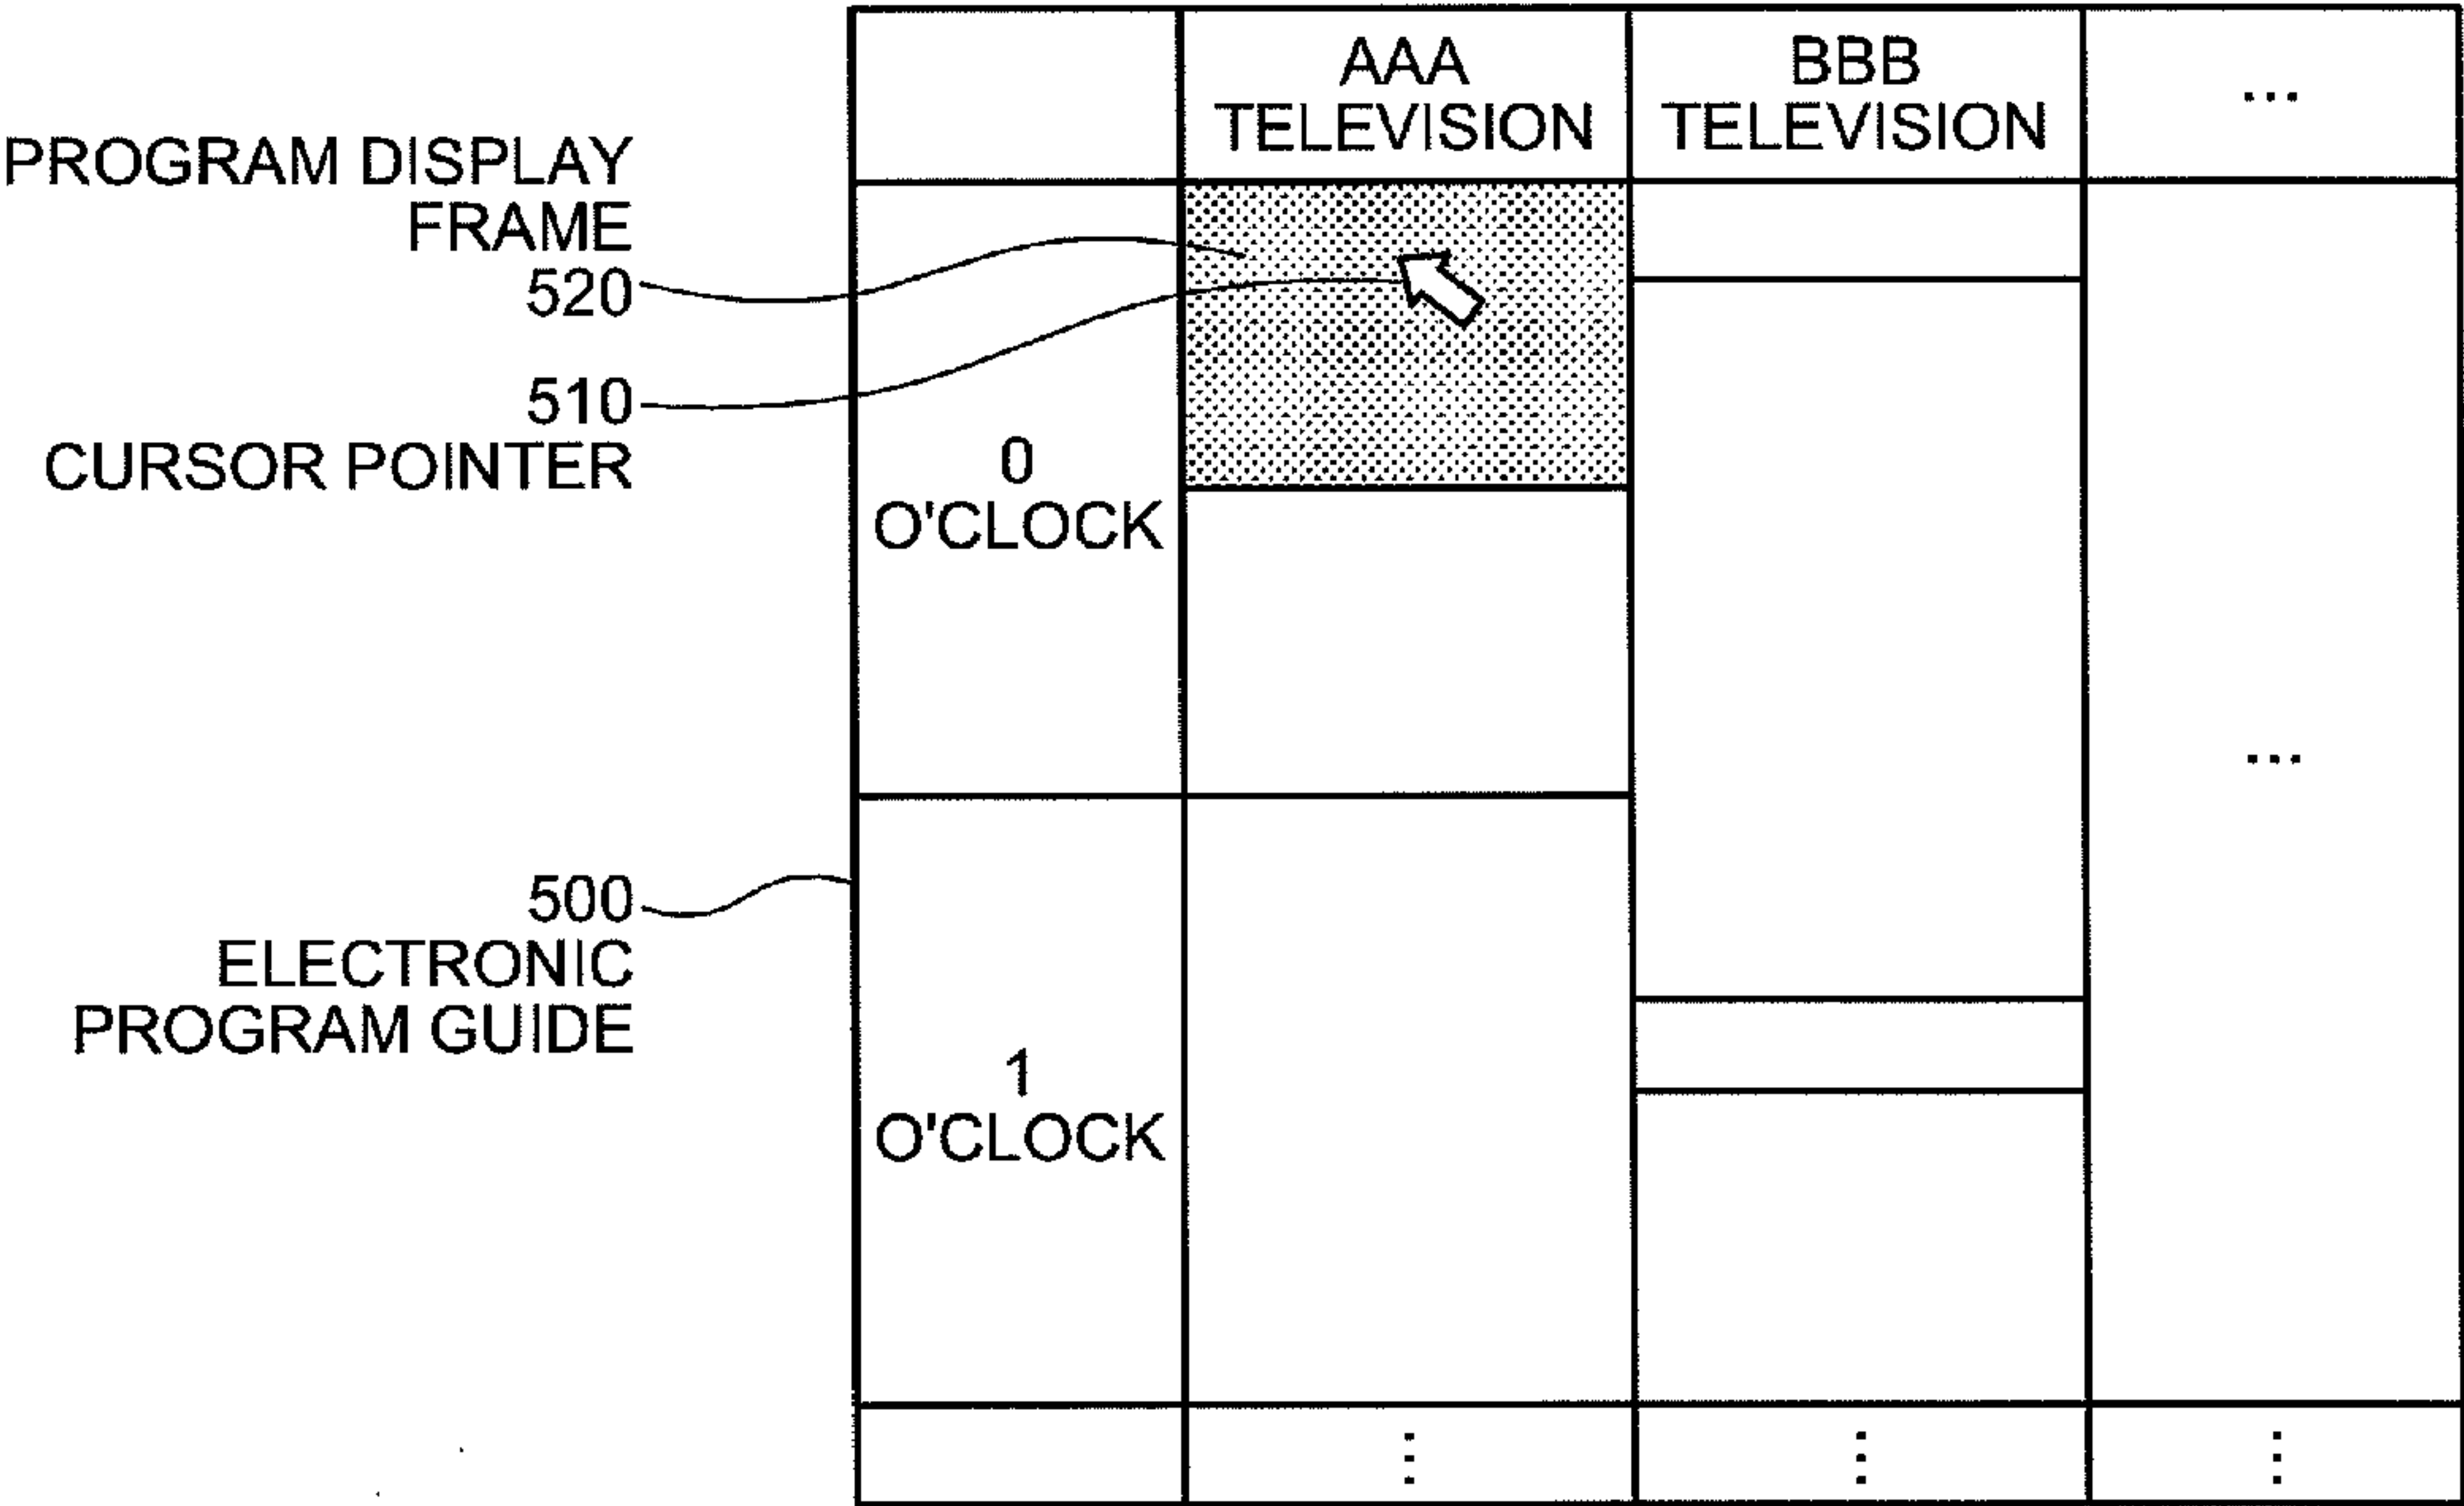 AAA
TELEVISION
BBB
TELEVISION
...
PROGRAM DISPLAY
FRAME
520
510
CURSOR POINTER
0
O'CLOCK
...
500
ELECTRONIC
PROGRAM GUIDE
1
O'CLOCK
⋮
⋮
⋮